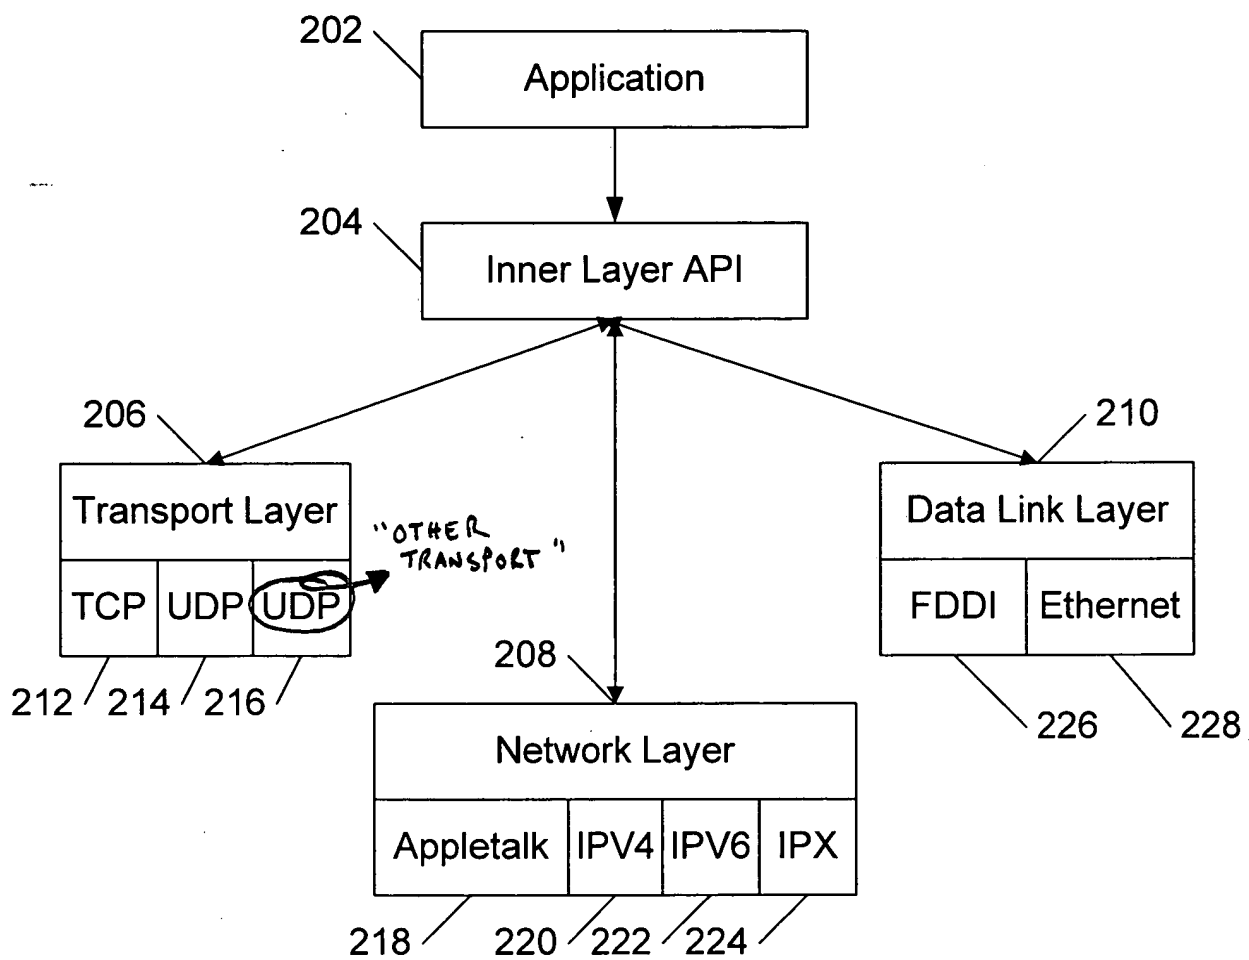 202
Application
204
Inner Layer API
206
210
Transport Layer
Data Link Layer
"OTHER
TRANSPORT"
TCP UDP UDP
FDDI Ethernet
208
212 214 216
226 228
Network Layer
Appletalk IPV4 IPV6 IPX
218 220 222 224